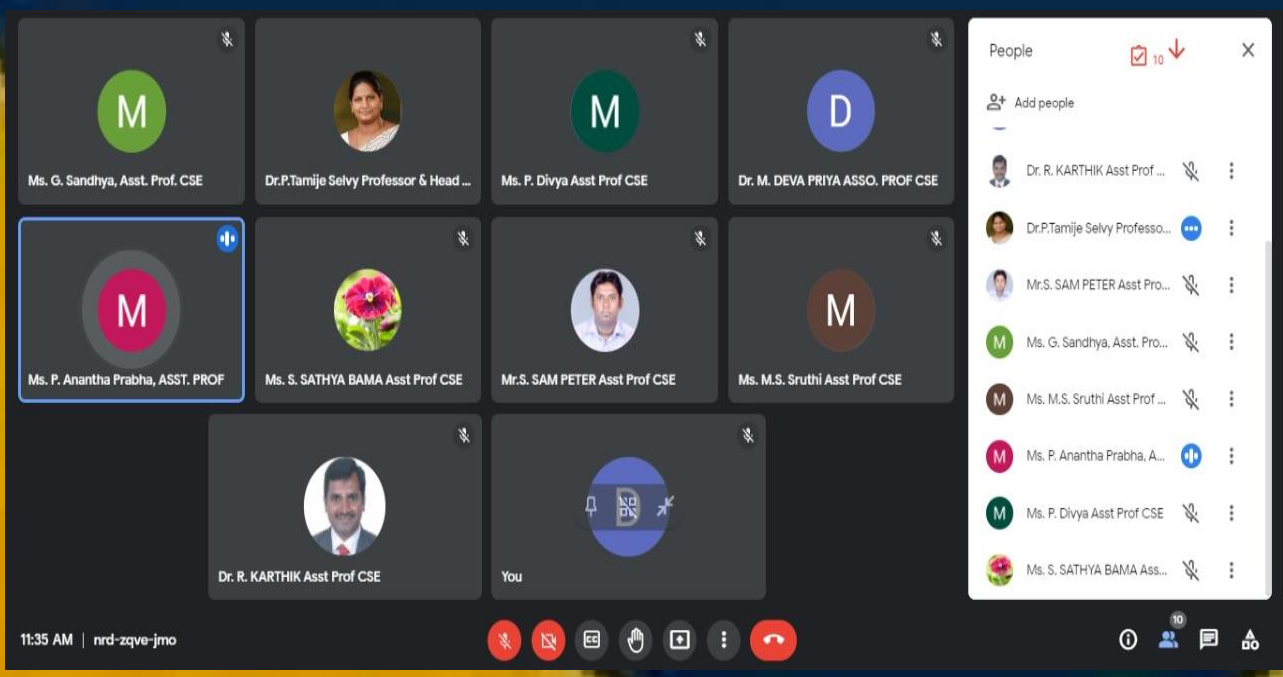 M
Ms. G. Sandhya, Asst. Prof. CSE
Dr.P.Tamije Selvy Professor & Head ...
M
Ms. P. Divya Asst Prof CSE
D
Dr. M. DEVA PRIYA ASSO. PROF CSE
M
Ms. P. Anantha Prabha, ASST. PROF
Ms. S. SATHYA BAMA Asst Prof CSE
Mr.S. SAM PETER Asst Prof CSE
M
Ms. M.S. Sruthi Asst Prof CSE
Dr. R. KARTHIK Asst Prof CSE
D
You
People
10
Add people
Dr. R. KARTHIK Asst Prof ...
Dr.P.Tamije Selvy Professo...
Mr.S. SAM PETER Asst Pro...
M
Ms. G. Sandhya, Asst. Pro...
M
Ms. M.S. Sruthi Asst Prof ...
M
Ms. P. Anantha Prabha, A...
M
Ms. P. Divya Asst Prof CSE
Ms. S. SATHYA BAMA Ass...
11:35 AM | nrd-zqve-jmo
CC
10